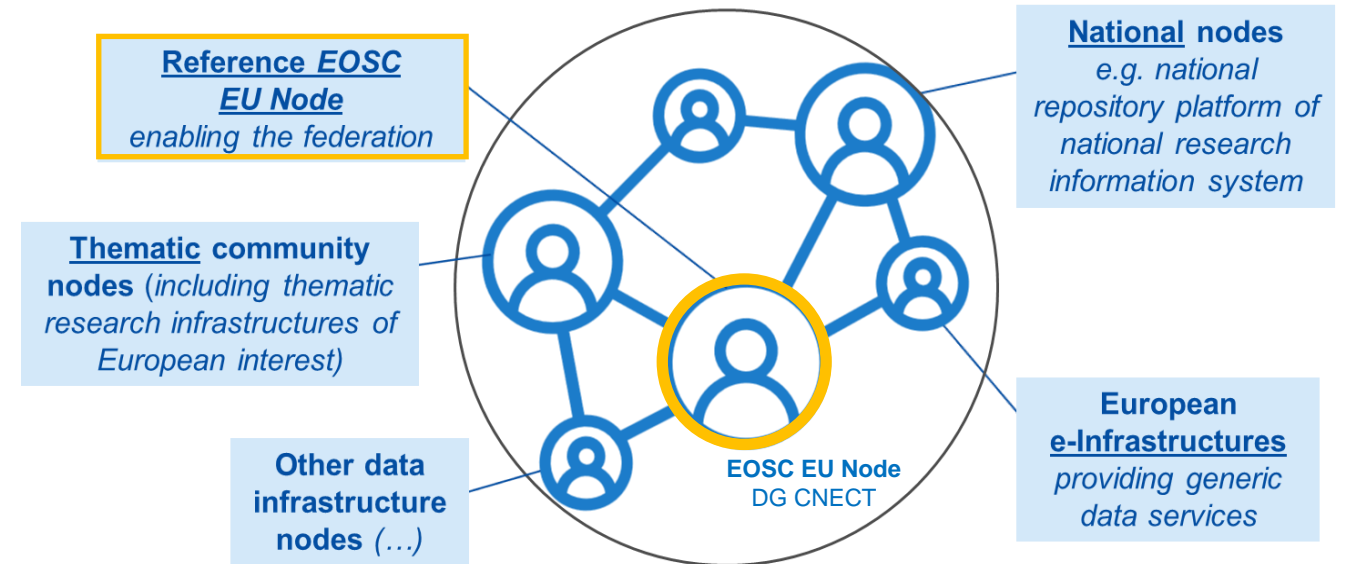 Reference EOSC
EU Node
enabling the federation
National nodes
e.g. national
repository platform of
national research
information system
Thematic community
nodes (including thematic
research infrastructures of
European interest)
Other data
infrastructure
nodes (…)
EOSC EU Node
DG CNECT
European
e-Infrastructures
providing generic
data services